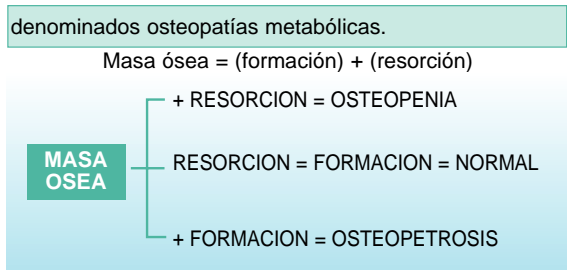 denominados osteopatías metabólicas.
Masa ósea = (formación) + (resorción)
+ RESORCION = OSTEOPENIA
MASA
OSEA
RESORCION = FORMACION = NORMAL
+ FORMACION = OSTEOPETROSIS